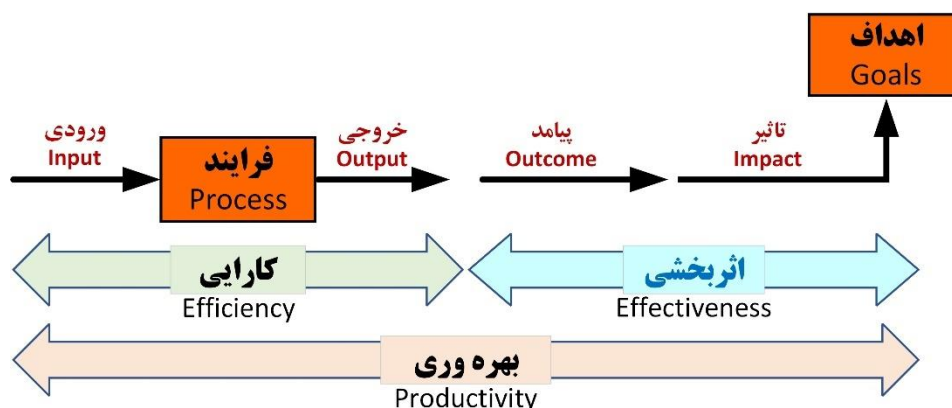 اهداف
Goals
ورودی
Input
فرایند
Process
خروجی
Output
پیامد
Outcome
تاثیر
Impact
کارایی
Efficiency
اثربخشی
Effectiveness
بهره وری
Productivity